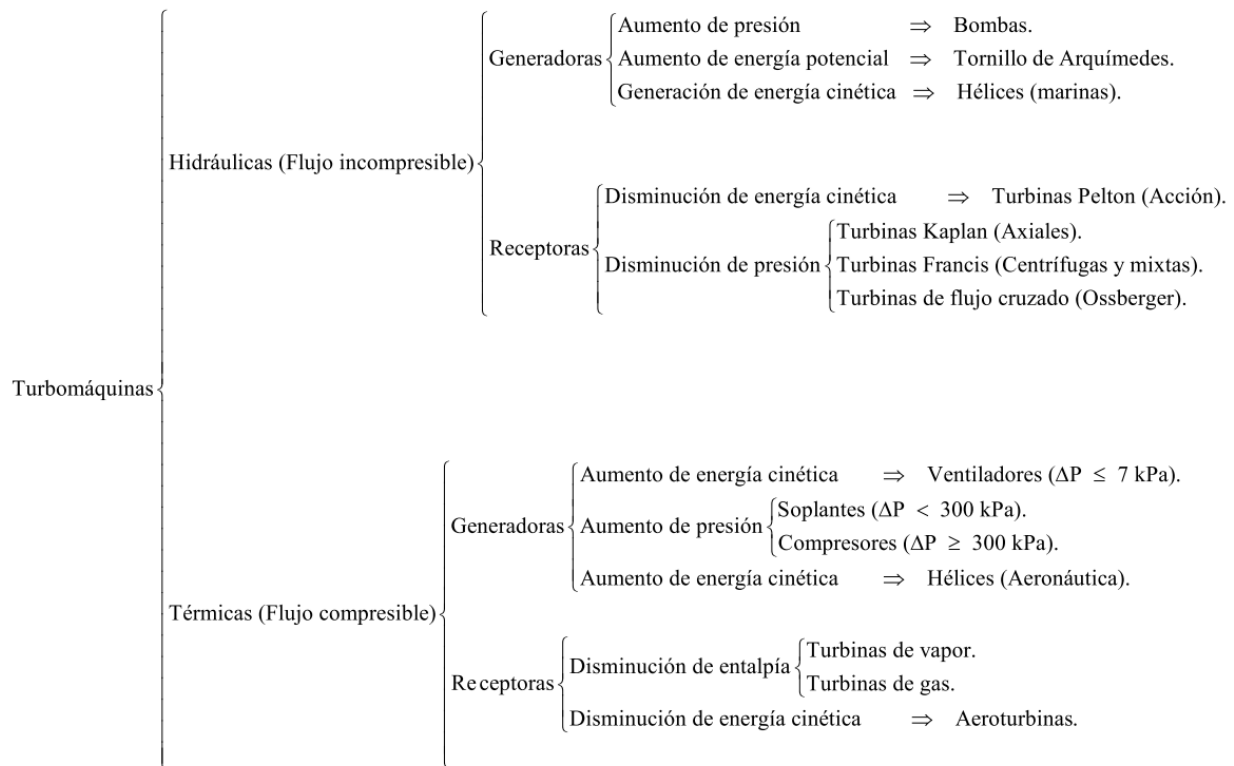 Turbomáquinas
Hidráulicas (Flujo incompresible)
Generadoras
Aumento de presión ⇒ Bombas.
Aumento de energía potencial ⇒ Tornillo de Arquímedes.
Generación de energía cinética ⇒ Hélices (marinas).
Receptoras
Disminución de energía cinética ⇒ Turbinas Pelton (Acción).
Disminución de presión
Turbinas Kaplan (Axiales).
Turbinas Francis (Centrífugas y mixtas).
Turbinas de flujo cruzado (Ossberger).
Térmicas (Flujo compresible)
Generadoras
Aumento de energía cinética ⇒ Ventiladores (ΔP ≤ 7 kPa).
Aumento de presión
Soplantes (ΔP < 300 kPa).
Compresores (ΔP ≥ 300 kPa).
Aumento de energía cinética ⇒ Hélices (Aeronáutica).
Receptoras
Disminución de entalpía
Turbinas de vapor.
Turbinas de gas.
Disminución de energía cinética ⇒ Aeroturbinas.